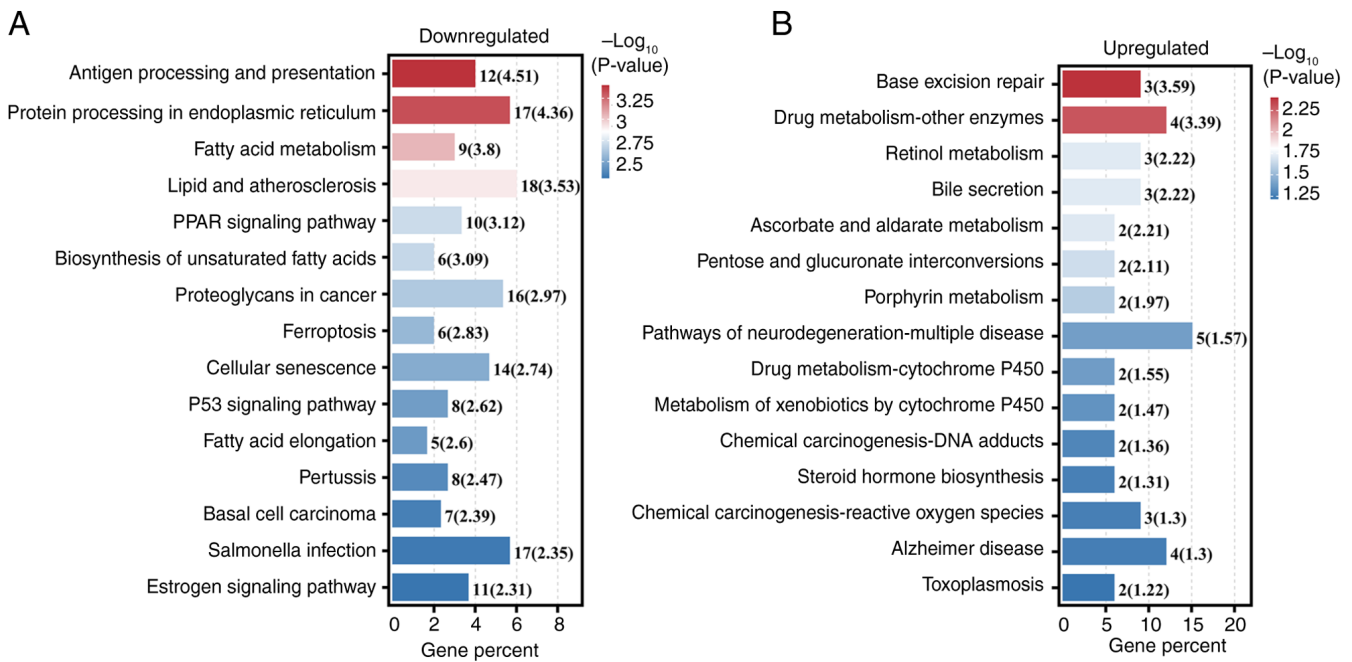 A
Downregulated
–Log10
(P-value)
3.25
3
2.75
2.5
Antigen processing and presentation 12(4.51)
Protein processing in endoplasmic reticulum 17(4.36)
Fatty acid metabolism 9(3.8)
Lipid and atherosclerosis 18(3.53)
PPAR signaling pathway 10(3.12)
Biosynthesis of unsaturated fatty acids 6(3.09)
Proteoglycans in cancer 16(2.97)
Ferroptosis 6(2.83)
Cellular senescence 14(2.74)
P53 signaling pathway 8(2.62)
Fatty acid elongation 5(2.6)
Pertussis 8(2.47)
Basal cell carcinoma 7(2.39)
Salmonella infection 17(2.35)
Estrogen signaling pathway 11(2.31)
0 2 4 6 8
Gene percent
B
Upregulated
–Log10
(P-value)
2.25
2
1.75
1.5
1.25
Base excision repair 3(3.59)
Drug metabolism-other enzymes 4(3.39)
Retinol metabolism 3(2.22)
Bile secretion 3(2.22)
Ascorbate and aldarate metabolism 2(2.21)
Pentose and glucuronate interconversions 2(2.11)
Porphyrin metabolism 2(1.97)
Pathways of neurodegeneration-multiple disease 5(1.57)
Drug metabolism-cytochrome P450 2(1.55)
Metabolism of xenobiotics by cytochrome P450 2(1.47)
Chemical carcinogenesis-DNA adducts 2(1.36)
Steroid hormone biosynthesis 2(1.31)
Chemical carcinogenesis-reactive oxygen species 3(1.3)
Alzheimer disease 4(1.3)
Toxoplasmosis 2(1.22)
0 5 10 15 20
Gene percent